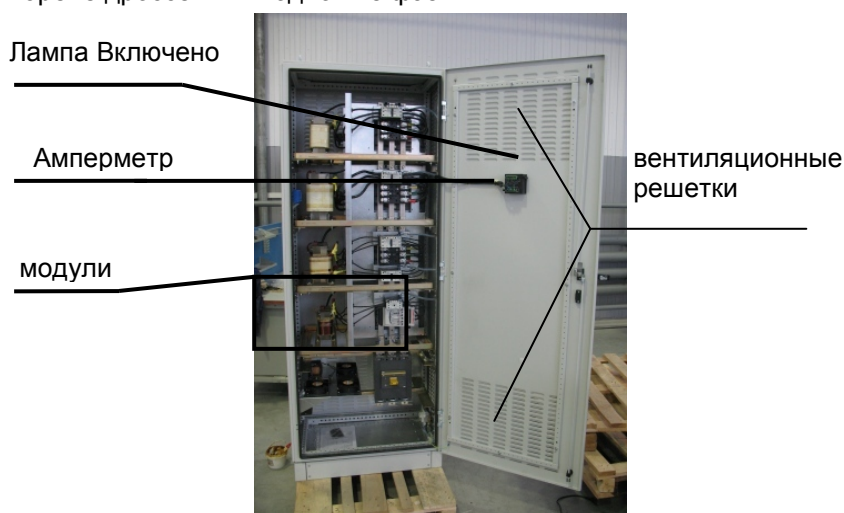 Лампа Включено
Амперметр
вентиляционные
решетки
модули